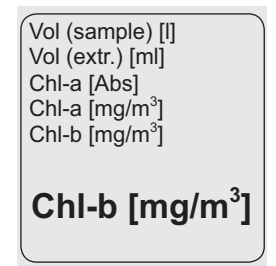 Vol (sample) [l]
Vol (extr.) [ml]
Chl-a [Abs]
Chl-a [mg/m³]
Chl-b [mg/m³]
Chl-b [mg/m³]